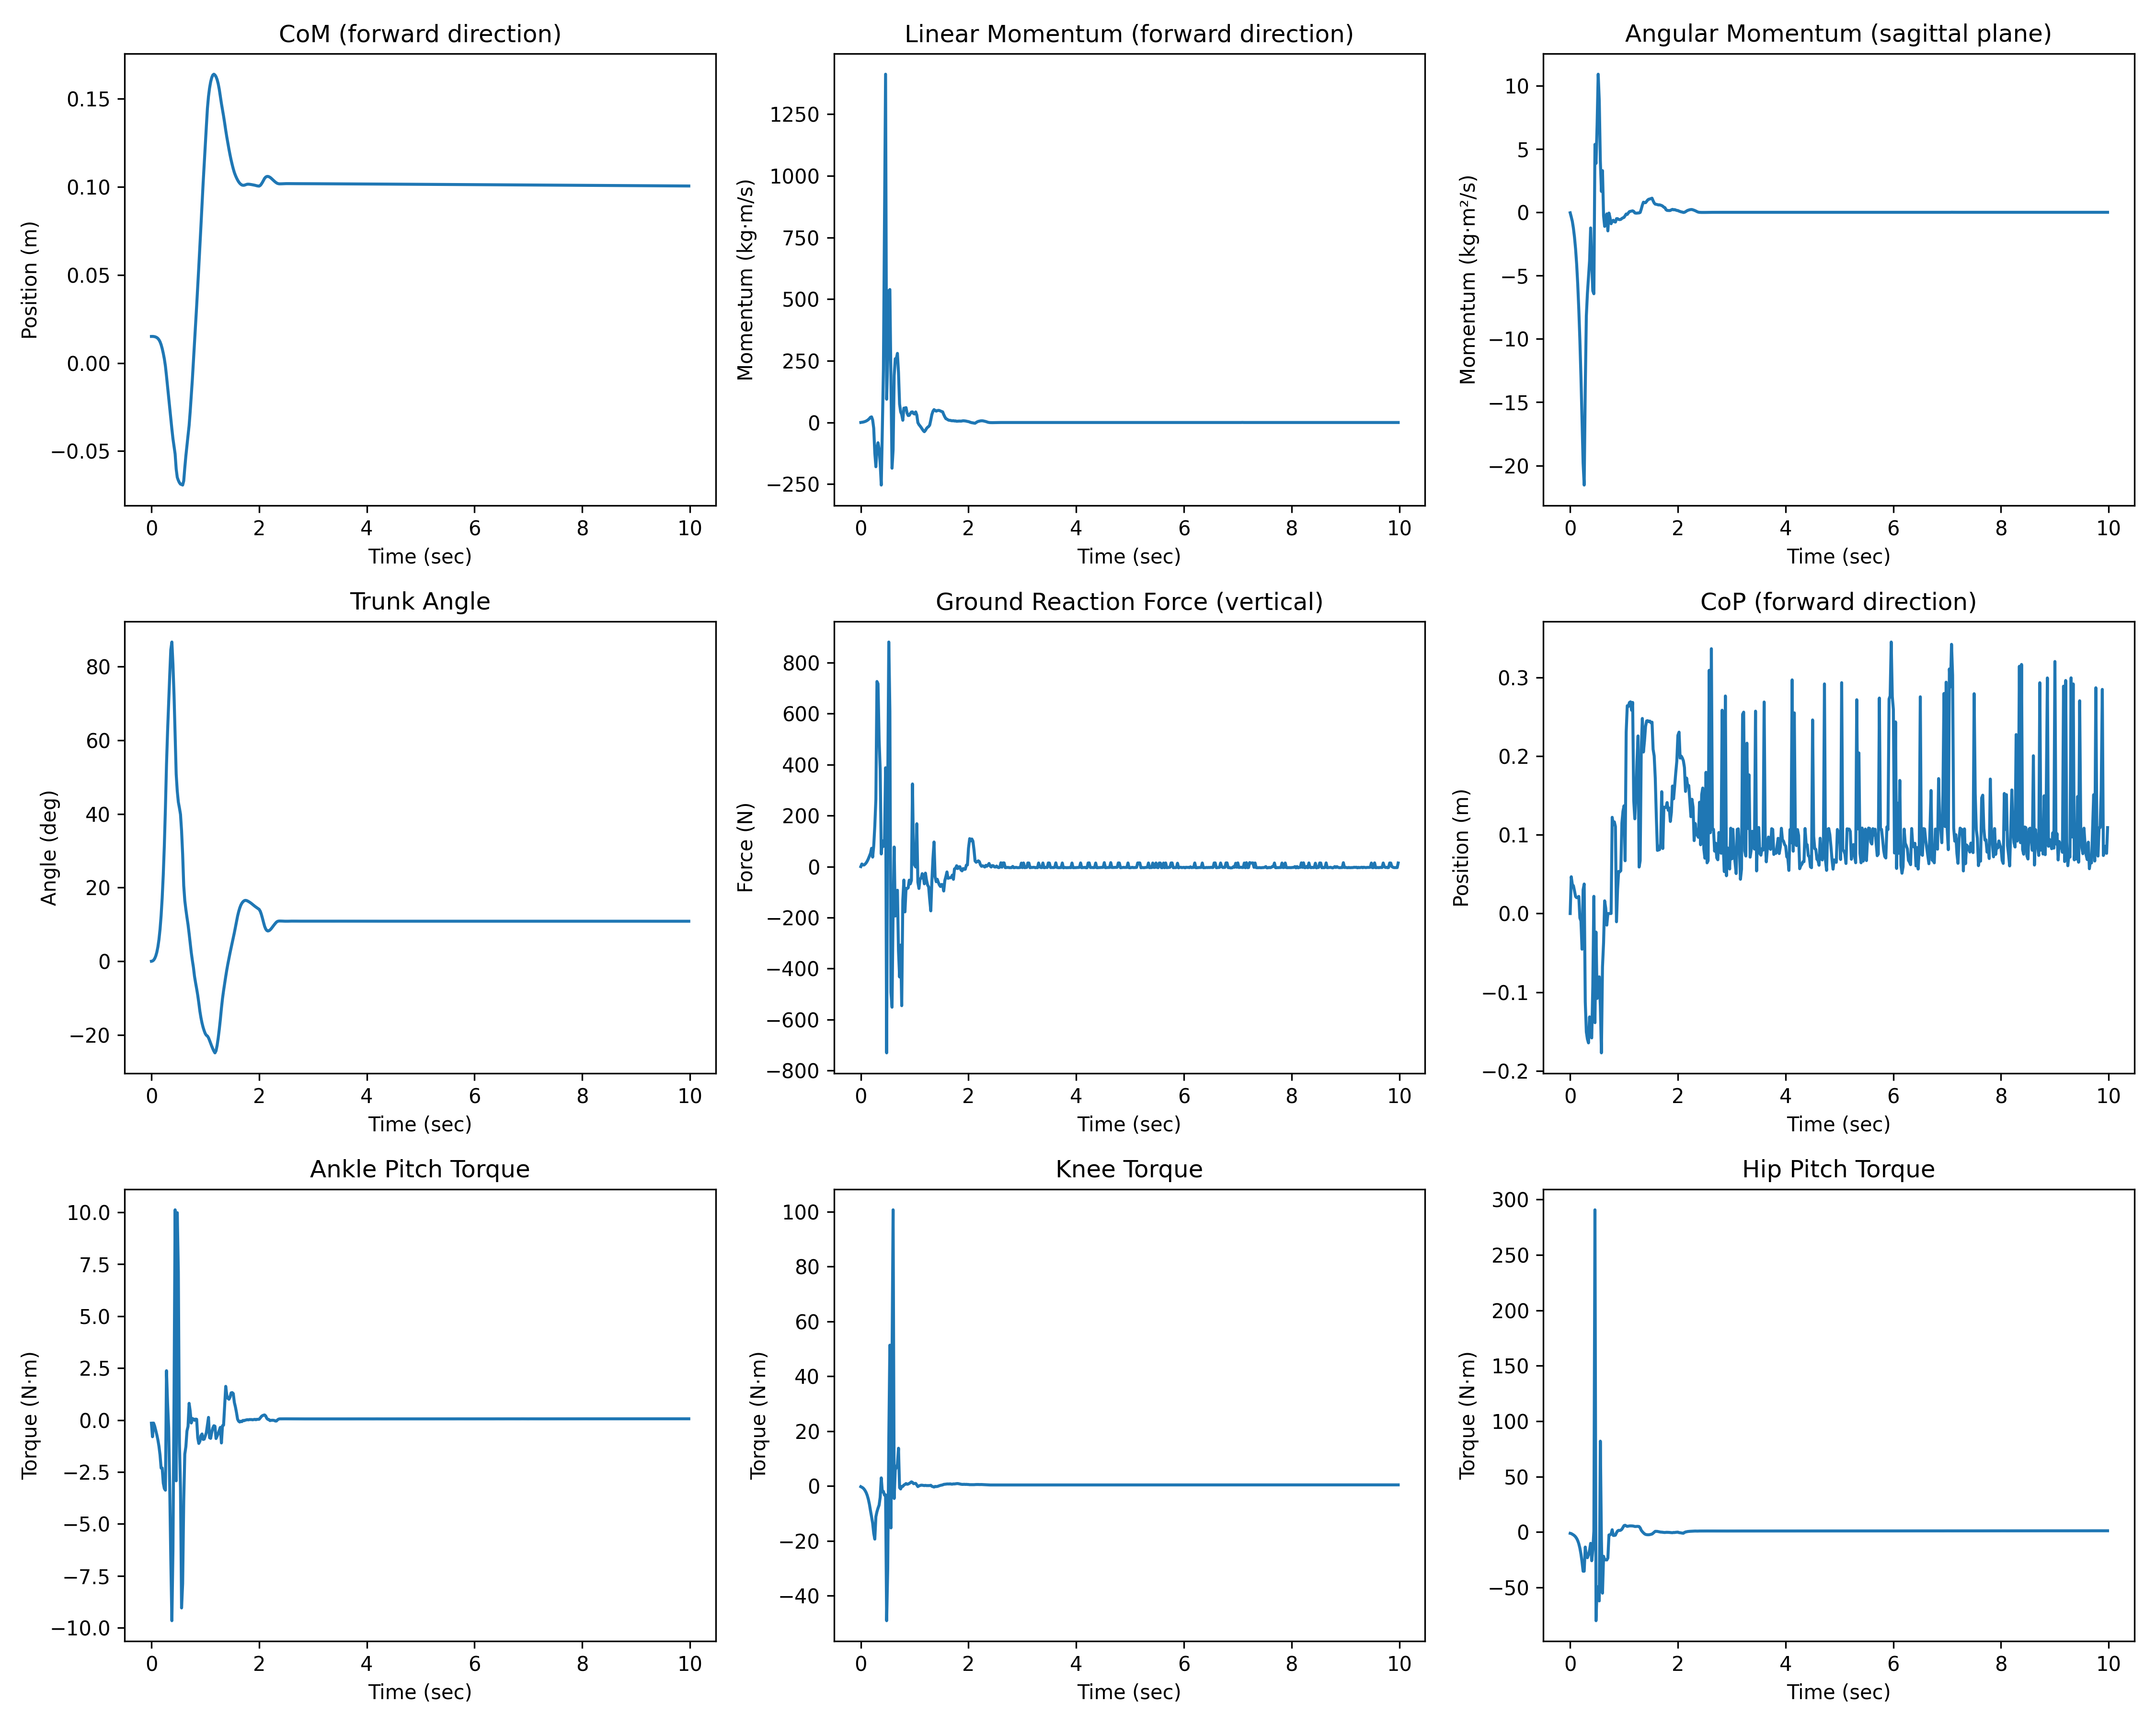 CoM (forward direction)
Position (m)
0.15
0.10
0.05
0.00
−0.05
0 2 4 6 8 10
Time (sec)
Linear Momentum (forward direction)
Momentum (kg·m/s)
1250
1000
750
500
250
0
−250
0 2 4 6 8 10
Time (sec)
Angular Momentum (sagittal plane)
Momentum (kg·m²/s)
10
5
0
−5
−10
−15
−20
0 2 4 6 8 10
Time (sec)
Trunk Angle
Angle (deg)
80
60
40
20
0
−20
0 2 4 6 8 10
Time (sec)
Ground Reaction Force (vertical)
Force (N)
800
600
400
200
0
−200
−400
−600
−800
0 2 4 6 8 10
Time (sec)
CoP (forward direction)
Position (m)
0.3
0.2
0.1
0.0
−0.1
−0.2
0 2 4 6 8 10
Time (sec)
Ankle Pitch Torque
Torque (N·m)
10.0
7.5
5.0
2.5
0.0
−2.5
−5.0
−7.5
−10.0
0 2 4 6 8 10
Time (sec)
Knee Torque
Torque (N·m)
100
80
60
40
20
0
−20
−40
0 2 4 6 8 10
Time (sec)
Hip Pitch Torque
Torque (N·m)
300
250
200
150
100
50
0
−50
0 2 4 6 8 10
Time (sec)